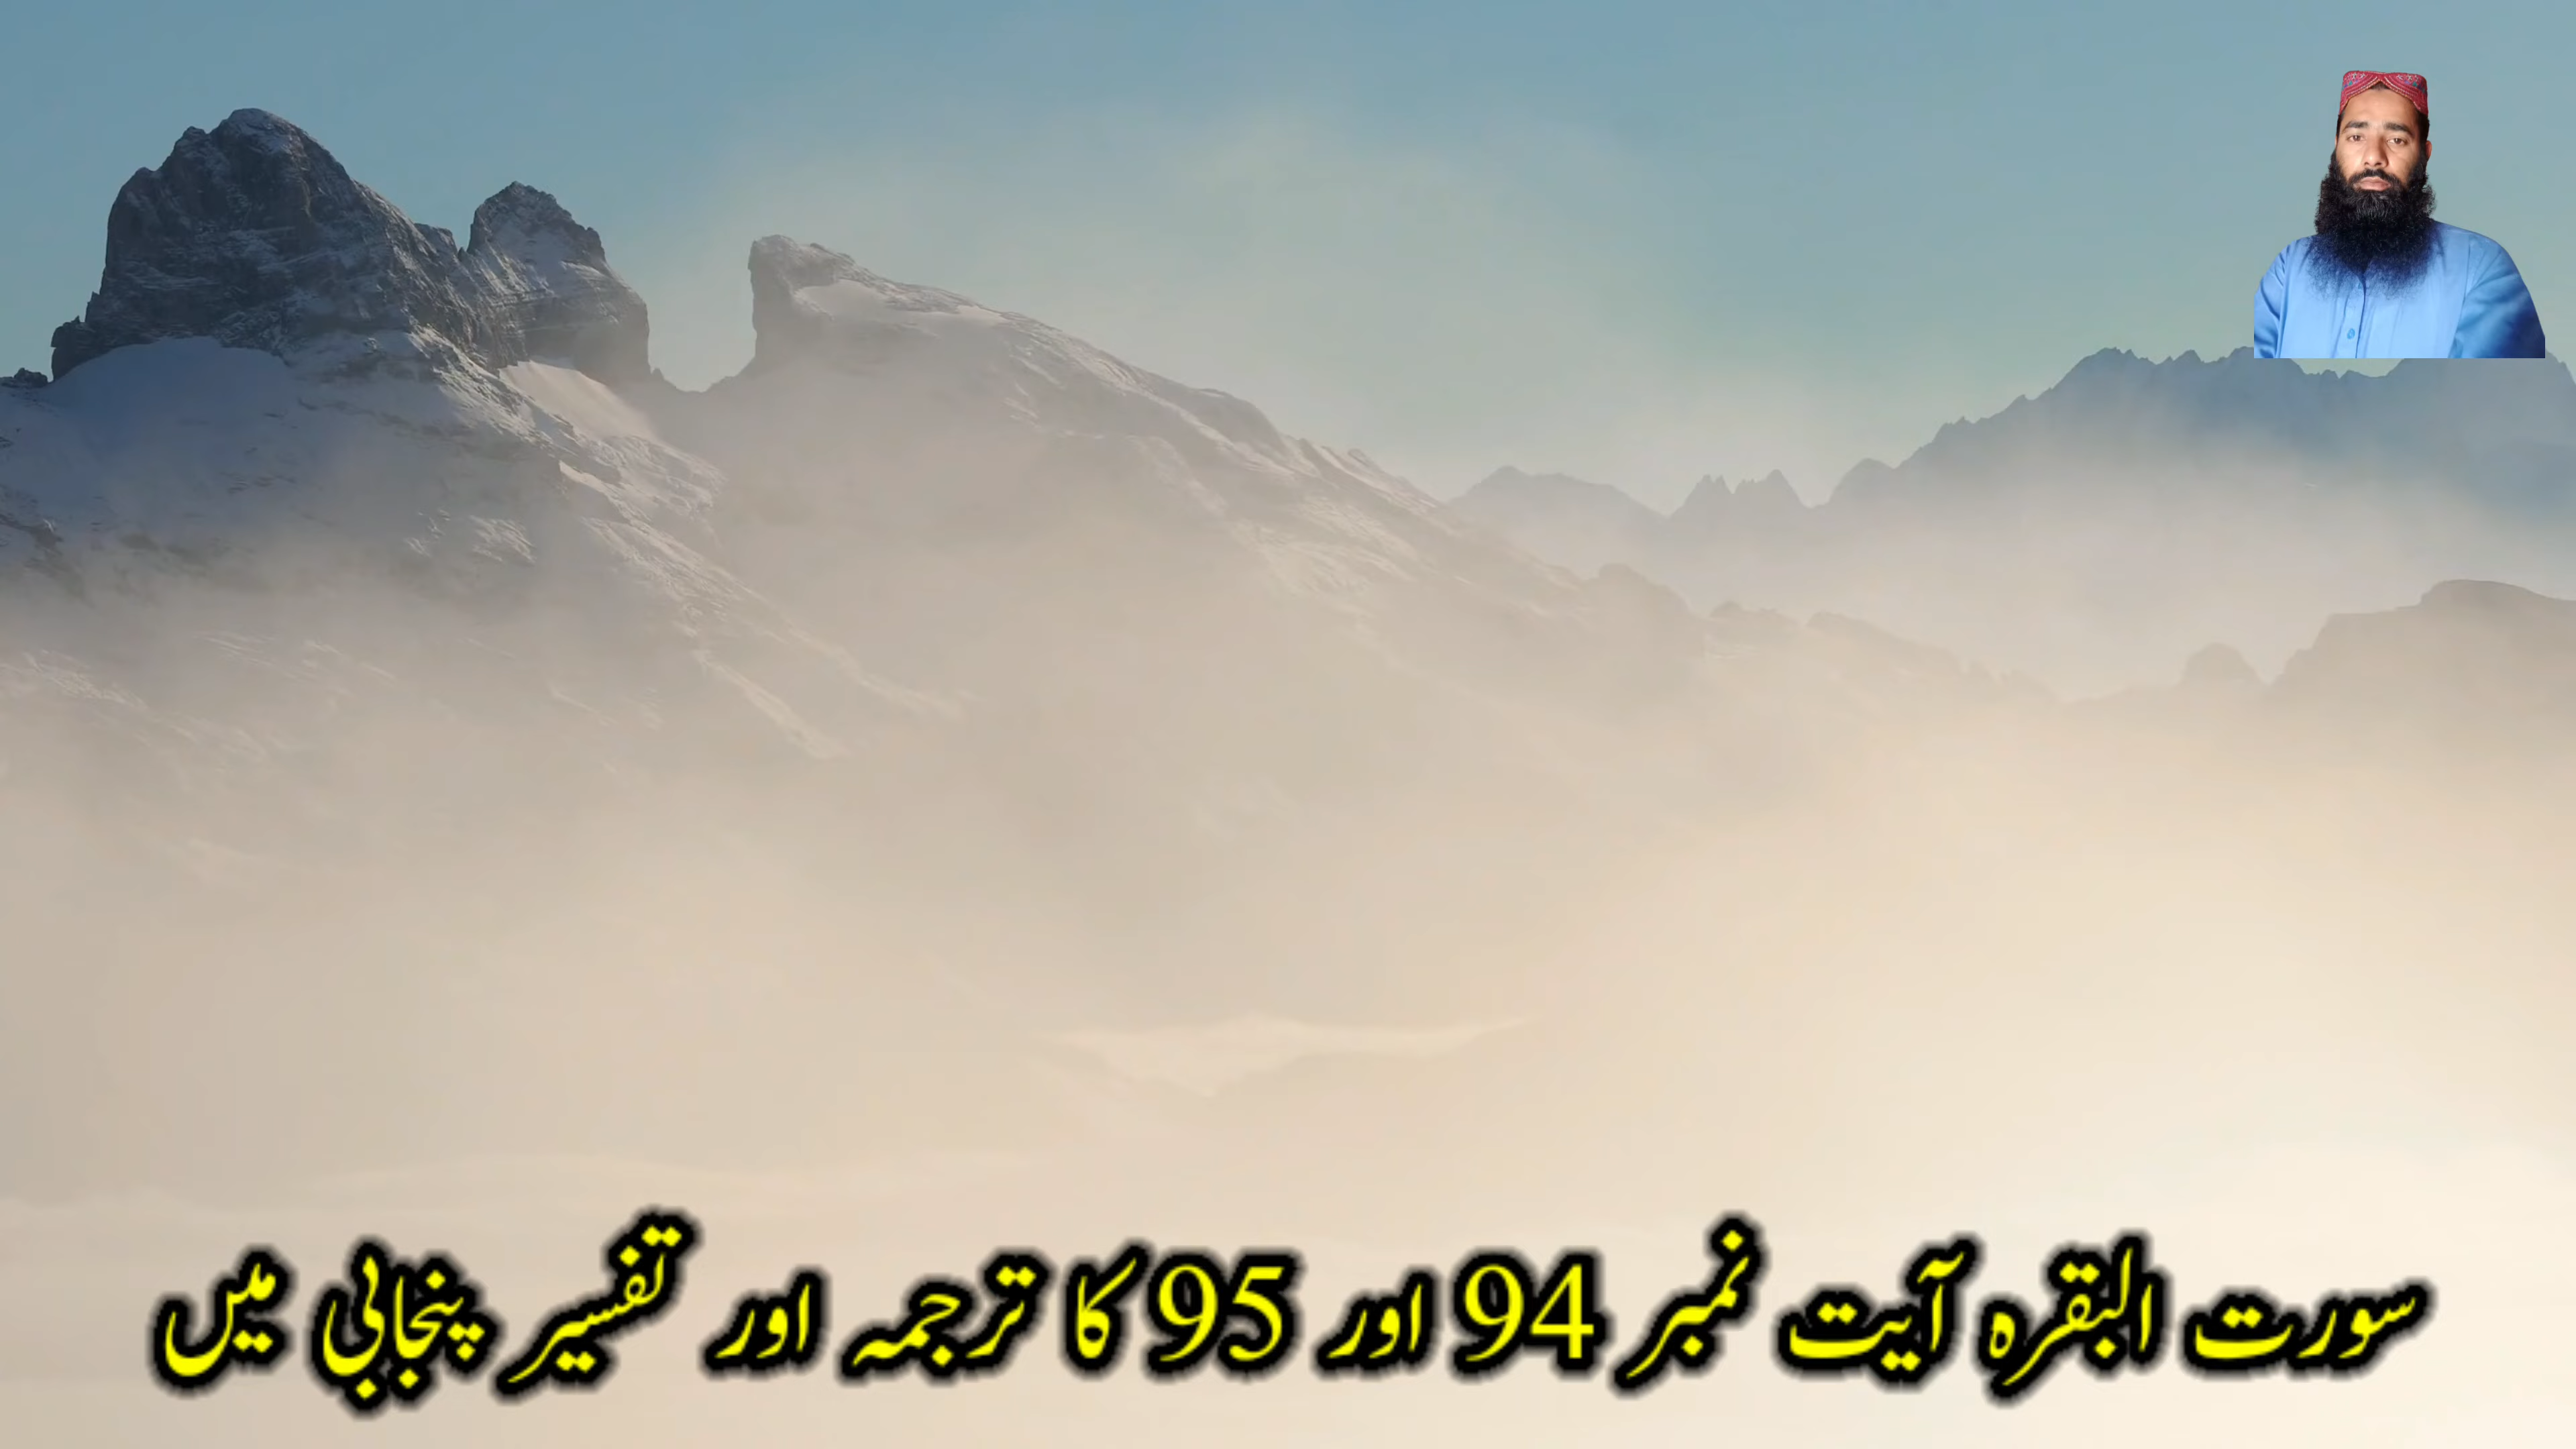 سورت البقرہ آیت نمبر 94 اور 95 کا ترجمہ اور تفسیر پنجابی میں